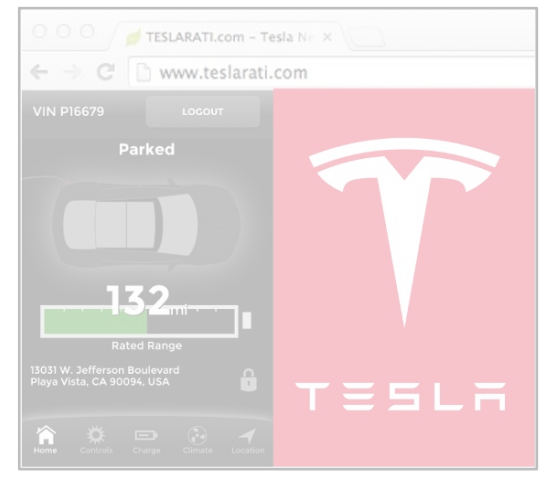 TESLARATI.com – Tesla Ne
www.teslarati.com
VIN P16679
LOGOUT
Parked
132 mi
Rated Range
13031 W. Jefferson Boulevard
Playa Vista, CA 90094, USA
Home Controls Charge Climate Location
TESLA